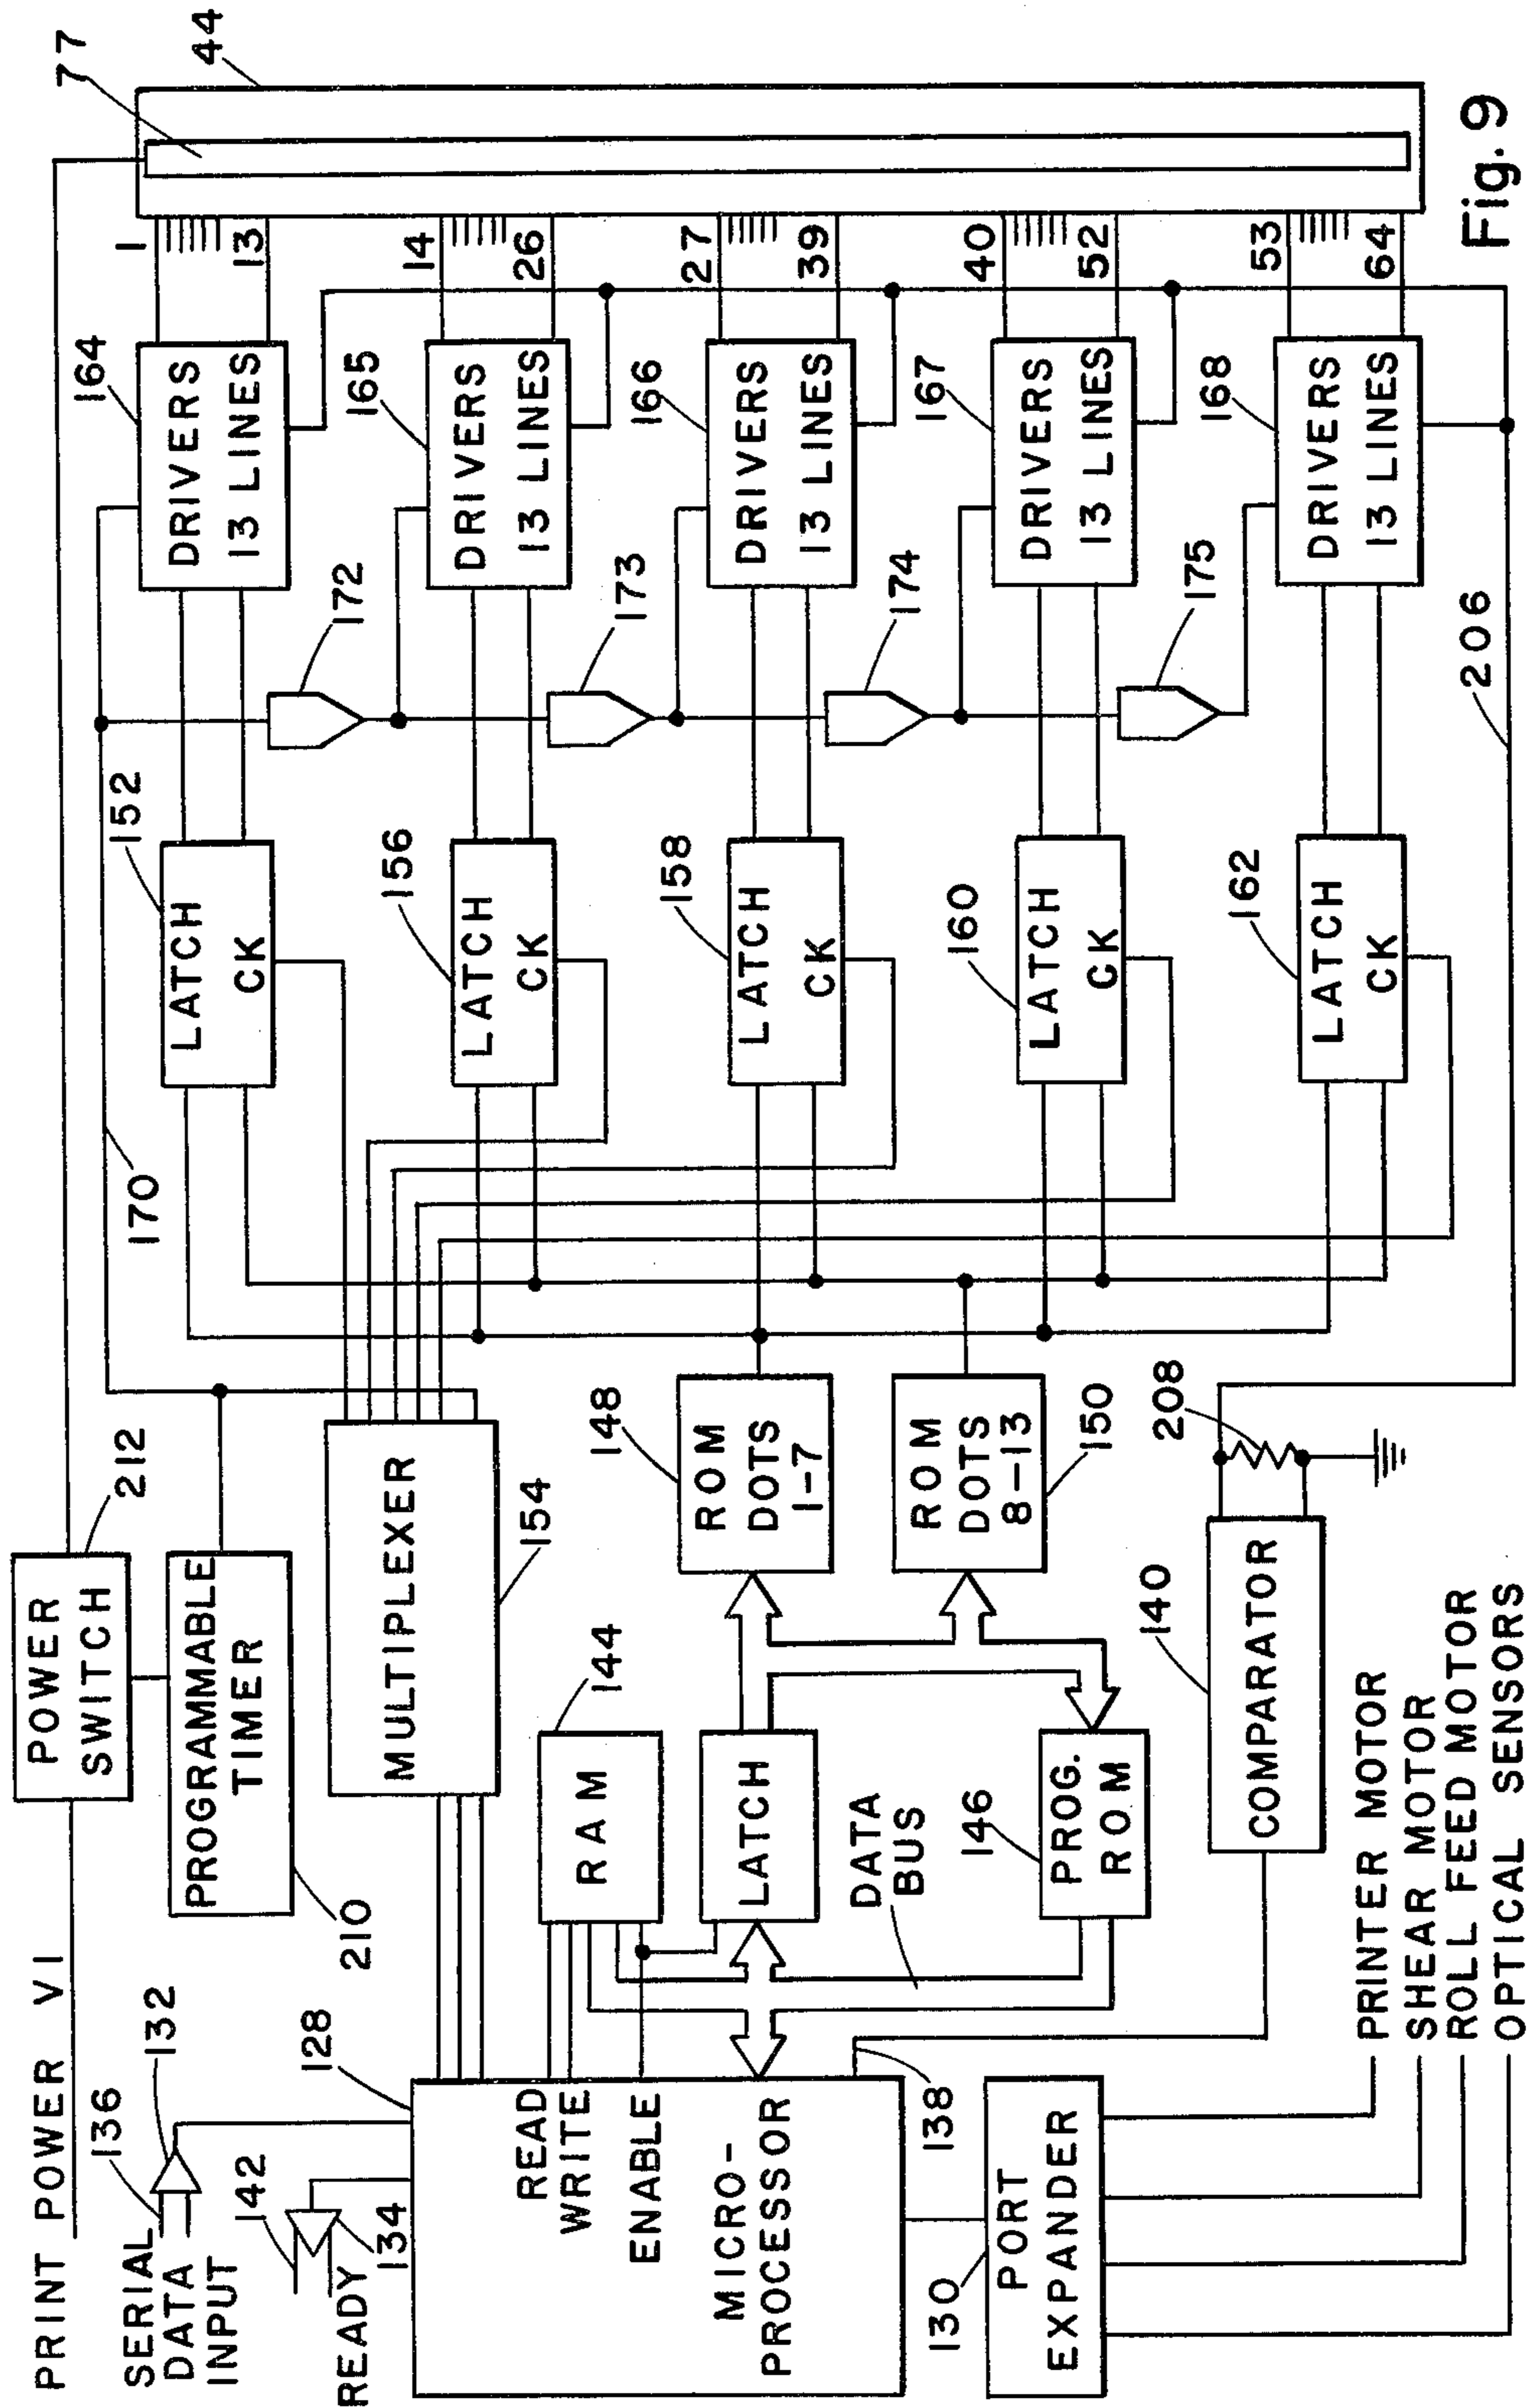 PRINT POWER V1
SERIAL
DATA
INPUT
136
132
142
134
READY
128
READ
WRITE
ENABLE
MICRO-
PROCESSOR
138
130
PORT
EXPANDER
PRINTER MOTOR
SHEAR MOTOR
ROLL FEED MOTOR
OPTICAL SENSORS
POWER
SWITCH
212
PROGRAMMABLE
TIMER
210
MULTIPLEXER
154
RAM
144
LATCH
DATA
BUS
PROG.
ROM
146
COMPARATOR
140
208
ROM
DOTS
1-7
148
ROM
DOTS
8-13
150
170
LATCH
CK
152
LATCH
CK
156
LATCH
CK
158
LATCH
CK
160
LATCH
CK
162
172
173
174
175
206
DRIVERS
13 LINES
164
DRIVERS
13 LINES
165
DRIVERS
13 LINES
166
DRIVERS
13 LINES
167
DRIVERS
13 LINES
168
1
13
14
26
27
39
40
52
53
64
77
44
Fig. 9